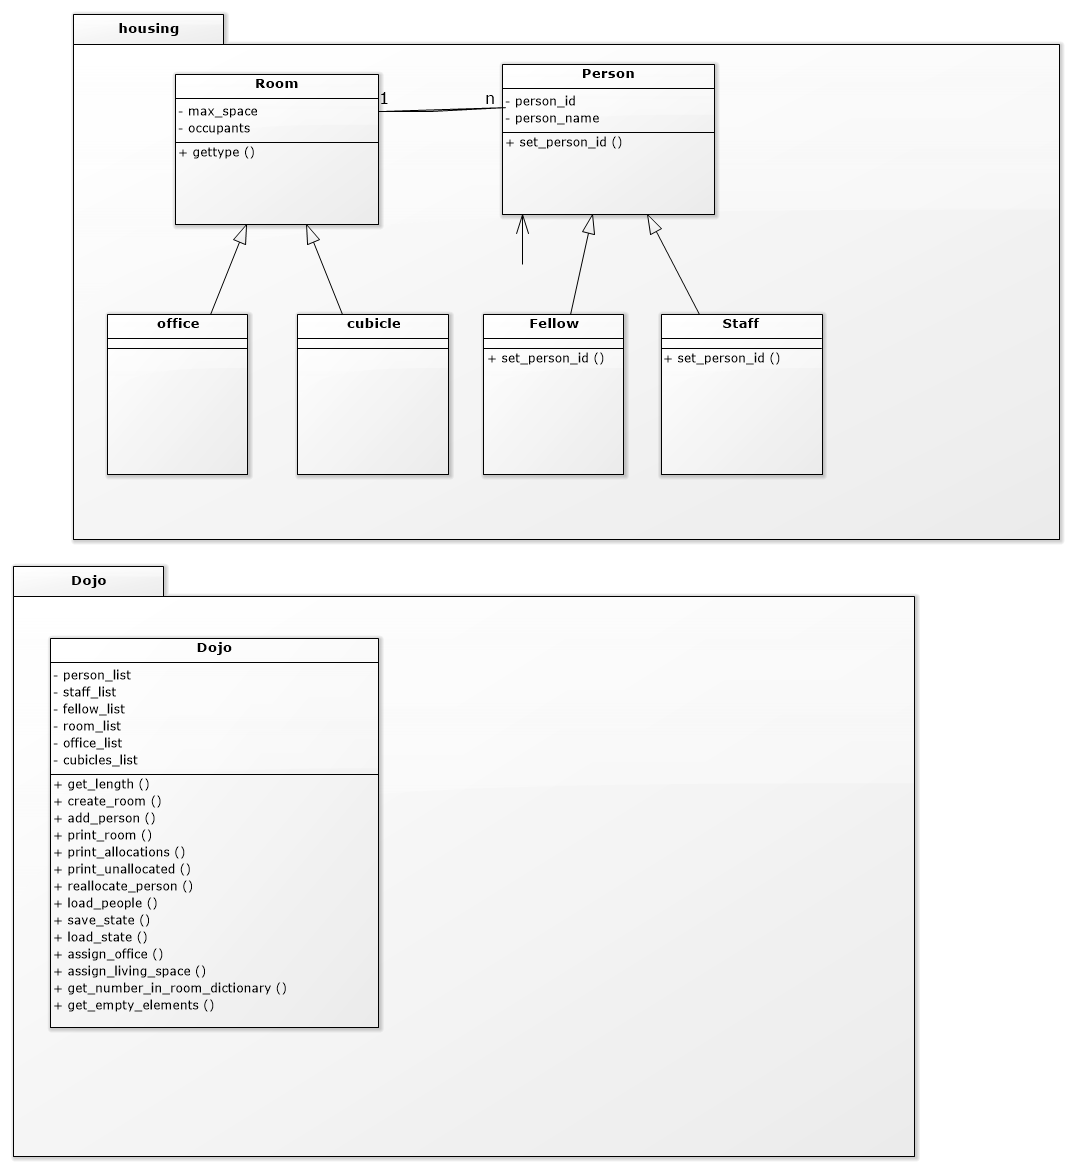 housing
Room
- max_space
- occupants
+ gettype ()
1
n
Person
- person_id
- person_name
+ set_person_id ()
office
cubicle
Fellow
+ set_person_id ()
Staff
+ set_person_id ()
Dojo
Dojo
- person_list
- staff_list
- fellow_list
- room_list
- office_list
- cubicles_list
+ get_length ()
+ create_room ()
+ add_person ()
+ print_room ()
+ print_allocations ()
+ print_unallocated ()
+ reallocate_person ()
+ load_people ()
+ save_state ()
+ load_state ()
+ assign_office ()
+ assign_living_space ()
+ get_number_in_room_dictionary ()
+ get_empty_elements ()